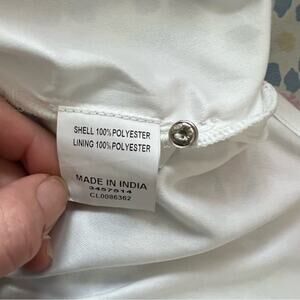 SHELL 100% POLYESTER
LINING 100% POLYESTER
MADE IN INDIA
3457514
CL0086362